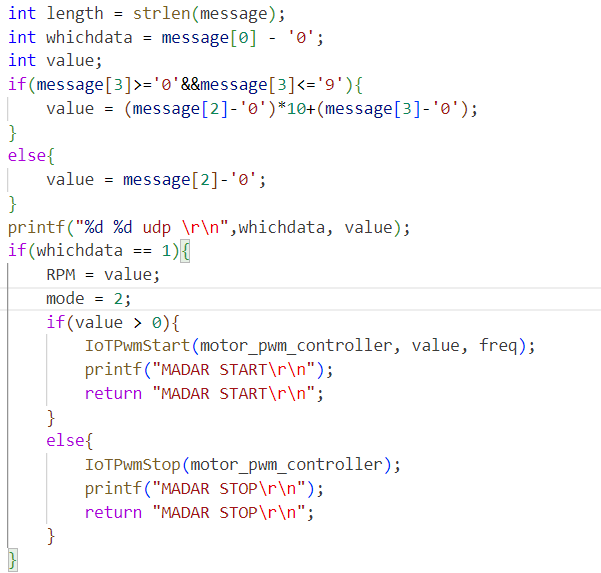 int length = strlen(message);
int whichdata = message[0] - '0';
int value;
if(message[3]>='0'&&message[3]<='9'){
    value = (message[2]-'0')*10+(message[3]-'0');
}
else{
    value = message[2]-'0';
}
printf("%d %d udp \r\n",whichdata, value);
if(whichdata == 1){
    RPM = value;
    mode = 2;
    if(value > 0){
        IoTPwmStart(motor_pwm_controller, value, freq);
        printf("MADAR START\r\n");
        return "MADAR START\r\n";
    }
    else{
        IoTPwmStop(motor_pwm_controller);
        printf("MADAR STOP\r\n");
        return "MADAR STOP\r\n";
    }
}